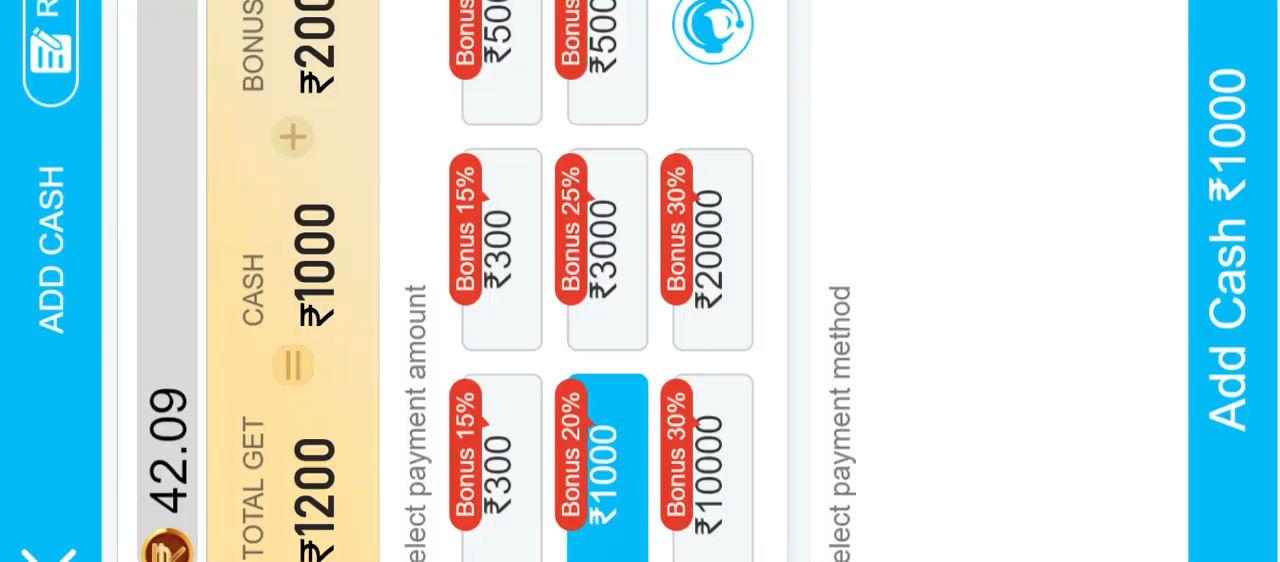 ADD CASH R
42.09
TOTAL GET CASH BONUS
₹1200 = ₹1000 + ₹200
elect payment amount
Bonus 15% Bonus 15% Bonus
₹300 ₹300 ₹500
Bonus 20% Bonus 25% Bonus
₹1000 ₹3000 ₹500
Bonus 30% Bonus 30%
₹10000 ₹20000
elect payment method
Add Cash ₹1000